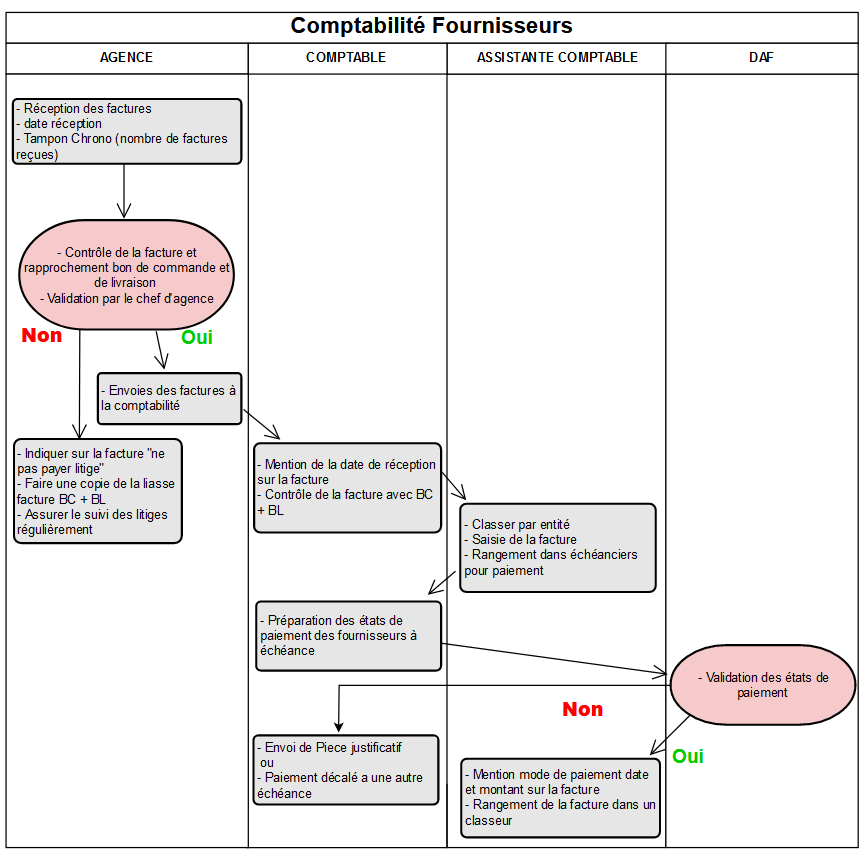 Comptabilité Fournisseurs
AGENCE
COMPTABLE
ASSISTANTE COMPTABLE
DAF
- Réception des factures
- date réception
- Tampon Chrono (nombre de factures
reçues)
- Contrôle de la facture et
rapprochement bon de commande et
de livraison
- Validation par le chef d'agence
Non
Oui
- Envoies des factures à
la comptabilité
- Indiquer sur la facture "ne
pas payer litige"
- Faire une copie de la liasse
facture BC + BL
- Assurer le suivi des litiges
régulièrement
- Mention de la date de réception
sur la facture
- Contrôle de la facture avec BC
+ BL
- Classer par entité
- Saisie de la facture
- Rangement dans échéanciers
pour paiement
- Préparation des états de
paiement des fournisseurs à
échéance
- Validation des états de
paiement
Non
Oui
- Envoi de Piece justificatif
ou
- Paiement décalé a une autre
échéance
- Mention mode de paiement date
et montant sur la facture
- Rangement de la facture dans un
classeur